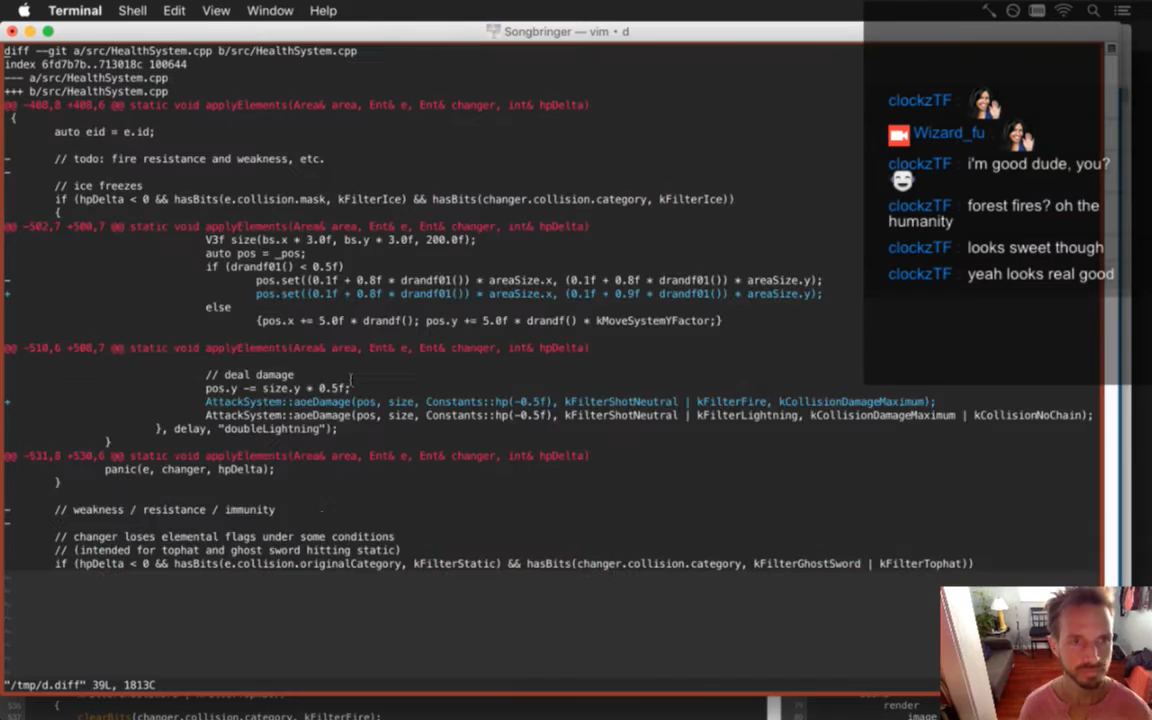 Terminal Shell Edit View Window Help
Songbringer — vim • d
diff --git a/src/HealthSystem.cpp b/src/HealthSystem.cpp
index 6fd7b7b..713018c 100644
--- a/src/HealthSystem.cpp
+++ b/src/HealthSystem.cpp
@@ -408,8 +408,6 @@ static void applyElements(Area& area, Ent& e, Ent& changer, int& hpDelta)
{
auto eid = e.id;
-
// todo: fire resistance and weakness, etc.
-
// ice freezes
if (hpDelta < 0 && hasBits(e.collision.mask, kFilterIce) && hasBits(changer.collision.category, kFilterIce))
{
@@ -502,7 +500,7 @@ static void applyElements(Area& area, Ent& e, Ent& changer, int& hpDelta)
V3f size(bs.x + 3.0f, bs.y + 3.0f, 200.0f);
auto pos = _pos;
if (drandf01() < 0.5f)
- pos.set((0.1f + 0.8f * drandf01()) * areaSize.x, (0.1f + 0.8f * drandf01()) * areaSize.y);
+ pos.set((0.1f + 0.8f * drandf01()) * areaSize.x, (0.1f + 0.9f * drandf01()) * areaSize.y);
else
{pos.x += 5.0f * drandf(); pos.y += 5.0f * drandf() * kMoveSystemYFactor;}
@@ -510,6 +508,7 @@ static void applyElements(Area& area, Ent& e, Ent& changer, int& hpDelta)
// deal damage
pos.y -= size.y * 0.5f;
+ AttackSystem::aoeDamage(pos, size, Constants::hp(-0.5f), kFilterShotNeutral | kFilterFire, kCollisionDamageMaximum);
AttackSystem::aoeDamage(pos, size, Constants::hp(-0.5f), kFilterShotNeutral | kFilterLightning, kCollisionDamageMaximum | kCollisionNoChain);
}, delay, "doubleLightning");
}
@@ -531,8 +530,6 @@ static void applyElements(Area& area, Ent& e, Ent& changer, int& hpDelta)
panic(e, changer, hpDelta);
}
- // weakness / resistance / immunity
-
// changer loses elemental flags under some conditions
// (intended for tophat and ghost sword hitting static)
if (hpDelta < 0 && hasBits(e.collision.originalCategory, kFilterStatic) && hasBits(changer.collision.category, kFilterGhostSword | kFilterTophat))
"/tmp/d.diff" 39L, 1813C
{
clearBits(changer.collision.category, kFilterFire);
render
image
clockzTF :
Wizard_fu :
clockzTF : i'm good dude, you?
clockzTF : forest fires? oh the
humanity
clockzTF : looks sweet though
clockzTF : yeah looks real good